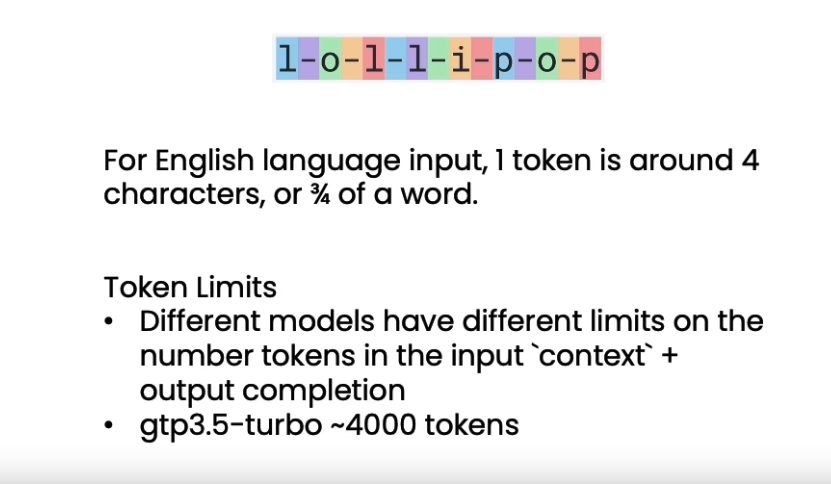 l-o-l-l-i-p-o-p
For English language input, 1 token is around 4
characters, or ¾ of a word.
Token Limits
• Different models have different limits on the
number tokens in the input `context` +
output completion
• gtp3.5-turbo ~4000 tokens